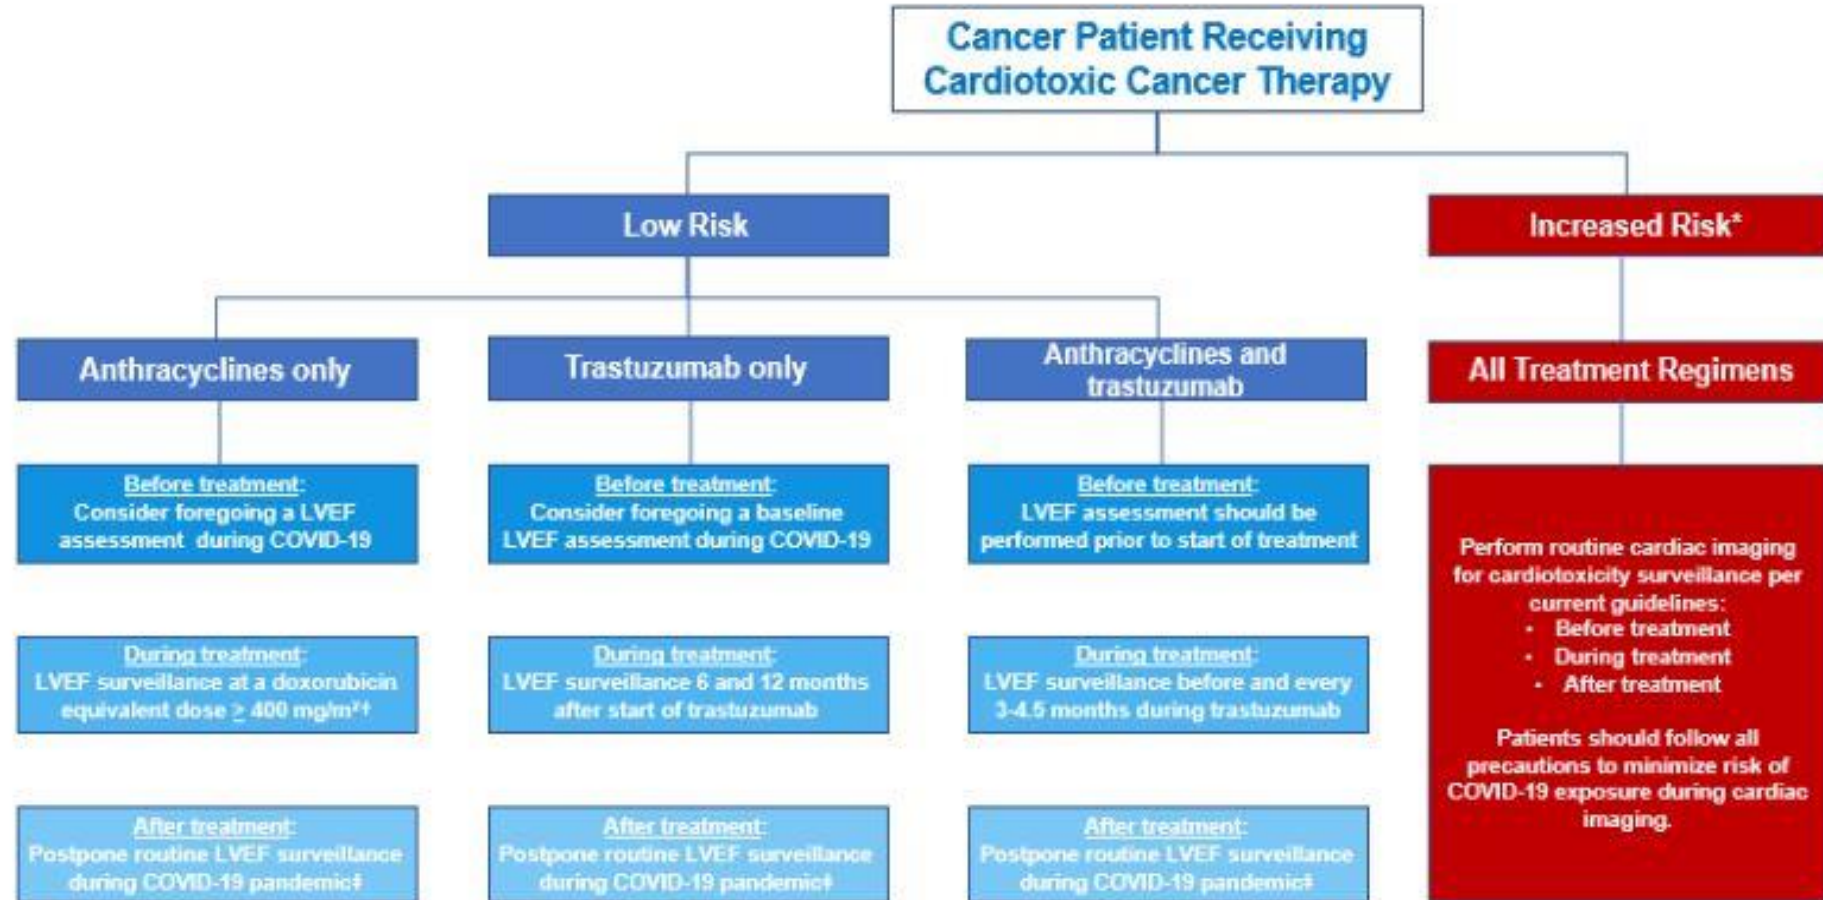 Cancer Patient Receiving
Cardiotoxic Cancer Therapy
Low Risk
Increased Risk*
Anthracyclines only
Trastuzumab only
Anthracyclines and
trastuzumab
All Treatment Regimens
Before treatment:
Consider foregoing a LVEF
assessment during COVID-19
Before treatment:
Consider foregoing a baseline
LVEF assessment during COVID-19
Before treatment:
LVEF assessment should be
performed prior to start of treatment
During treatment:
LVEF surveillance at a doxorubicin
equivalent dose ≥ 400 mg/m²†
During treatment:
LVEF surveillance 6 and 12 months
after start of trastuzumab
During treatment:
LVEF surveillance before and every
3-4.5 months during trastuzumab
After treatment:
Postpone routine LVEF surveillance
during COVID-19 pandemic‡
After treatment:
Postpone routine LVEF surveillance
during COVID-19 pandemic‡
After treatment:
Postpone routine LVEF surveillance
during COVID-19 pandemic‡
Perform routine cardiac imaging
for cardiotoxicity surveillance per
current guidelines:
• Before treatment
• During treatment
• After treatment
Patients should follow all
precautions to minimize risk of
COVID-19 exposure during cardiac
imaging.